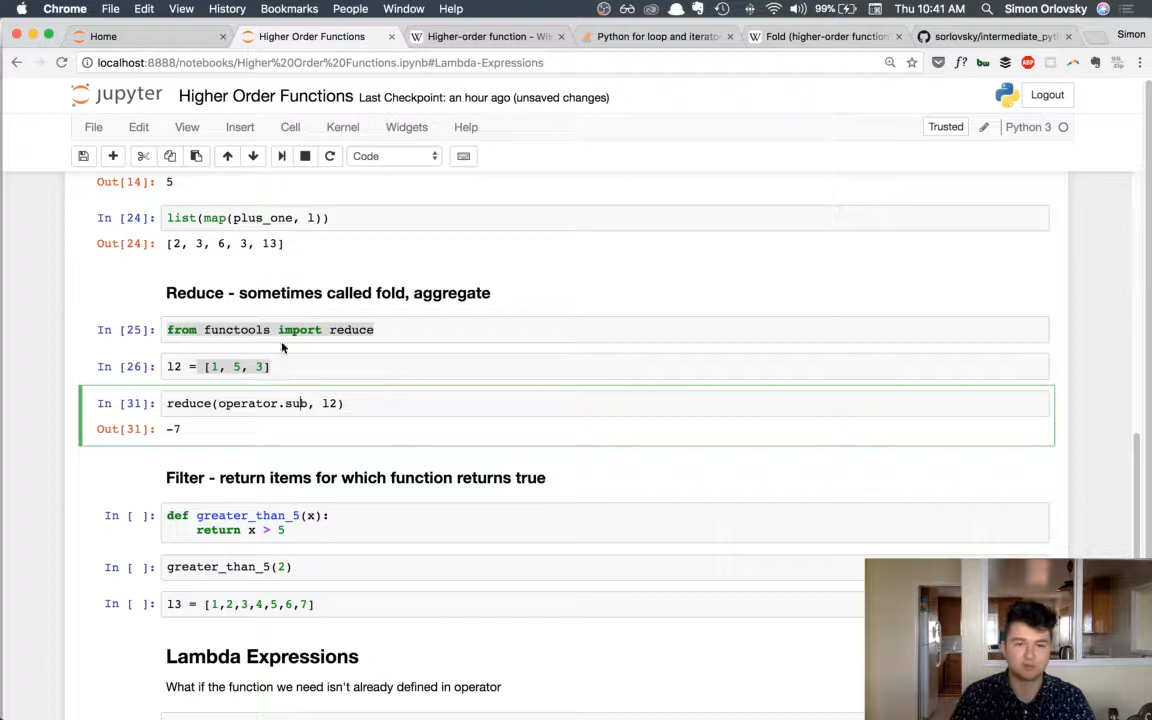 Chrome File Edit View History Bookmarks People Window Help 99% Thu 10:41 AM Simon Orlovsky
Home Higher Order Functions Higher-order function - Wiki Python for loop and iterato Fold (higher-order function sorlovsky/intermediate_pyth Simon
localhost:8888/notebooks/Higher%20Order%20Functions.ipynb#Lambda-Expressions
jupyter Higher Order Functions Last Checkpoint: an hour ago (unsaved changes) Logout
File Edit View Insert Cell Kernel Widgets Help Trusted Python 3
Code
Out[14]: 5
In [24]: list(map(plus_one, l))
Out[24]: [2, 3, 6, 3, 13]
Reduce - sometimes called fold, aggregate
In [25]: from functools import reduce
In [26]: l2 = [1, 5, 3]
In [31]: reduce(operator.sub, l2)
Out[31]: -7
Filter - return items for which function returns true
In [ ]: def greater_than_5(x):
return x > 5
In [ ]: greater_than_5(2)
In [ ]: l3 = [1,2,3,4,5,6,7]
Lambda Expressions
What if the function we need isn't already defined in operator